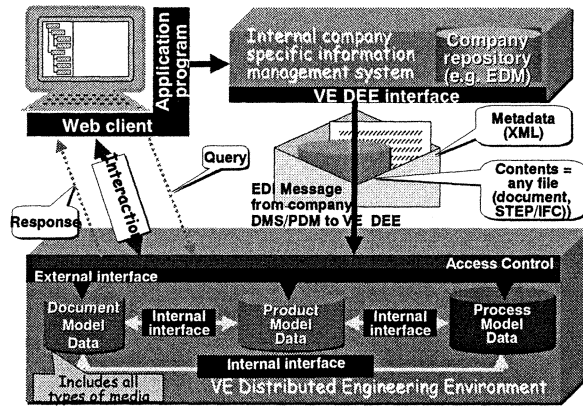 Application
program
Web client
Internal company
specific information
management system
Company
repository
(e.g. EDM)
VE DEE interface
Metadata
(XML)
Contents =
any file
(document,
STEP/IFC))
Query
Interaction
Response
EDI Message
from company
DMS/PDM to VE DEE
Access Control
External interface
Document
Model
Data
Internal
interface
Product
Model
Data
Internal
interface
Process
Model
Data
Internal interface
Includes all
types of media
VE Distributed Engineering Environment